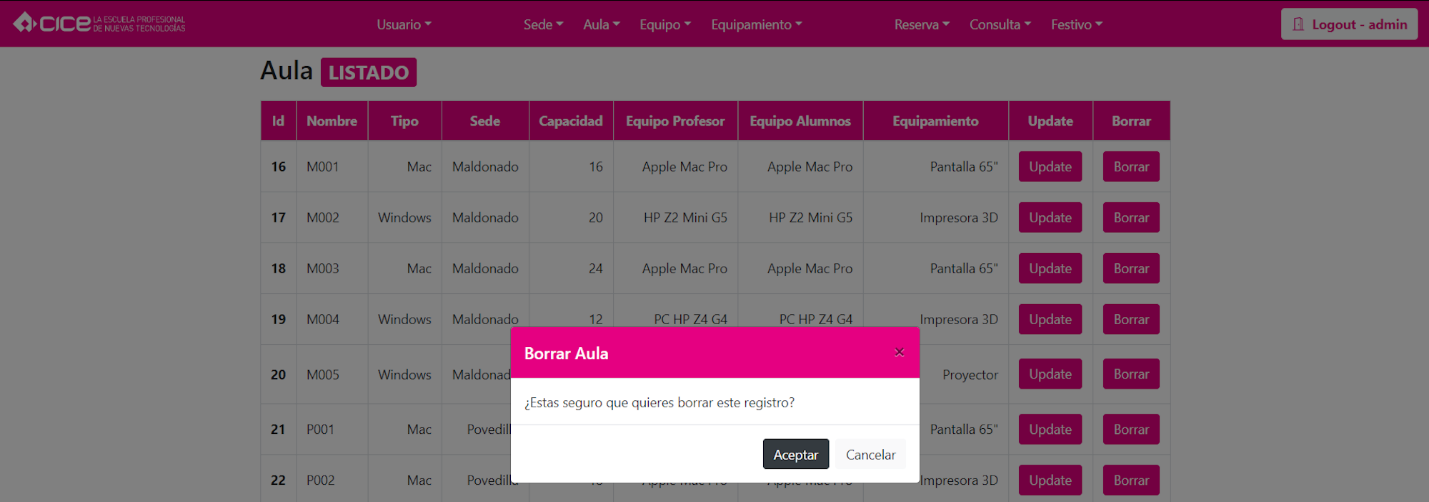 CICE LA ESCUELA PROFESIONAL
DE NUEVAS TECNOLOGÍAS
Usuario Sede Aula Equipo Equipamiento Reserva Consulta Festivo Logout - admin
Aula LISTADO
Id Nombre Tipo Sede Capacidad Equipo Profesor Equipo Alumnos Equipamiento Update Borrar
16 M001 Mac Maldonado 16 Apple Mac Pro Apple Mac Pro Pantalla 65" Update Borrar
17 M002 Windows Maldonado 20 HP Z2 Mini G5 HP Z2 Mini G5 Impresora 3D Update Borrar
18 M003 Mac Maldonado 24 Apple Mac Pro Apple Mac Pro Pantalla 65" Update Borrar
19 M004 Windows Maldonado 12 PC HP Z4 G4 PC HP Z4 G4 Impresora 3D Update Borrar
Borrar Aula ×
20 M005 Windows Proyector Update Borrar
¿Estas seguro que quieres borrar este registro?
21 P001 Mac Pantalla 65" Update Borrar
Aceptar Cancelar
22 P002 Mac Impresora 3D Update Borrar